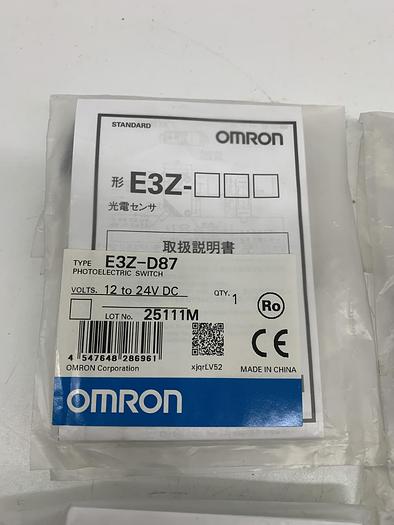 STANDARD
OMRON
形 E3Z-□□□
光電センサ
取扱説明書
TYPE E3Z-D87
PHOTOELECTRIC SWITCH
VOLTS. 12 to 24V DC
QTY. 1
LOT No. 25111M
Ro
4 547648 286961
xjqrLV52
CE
OMRON Corporation
MADE IN CHINA
OMRON